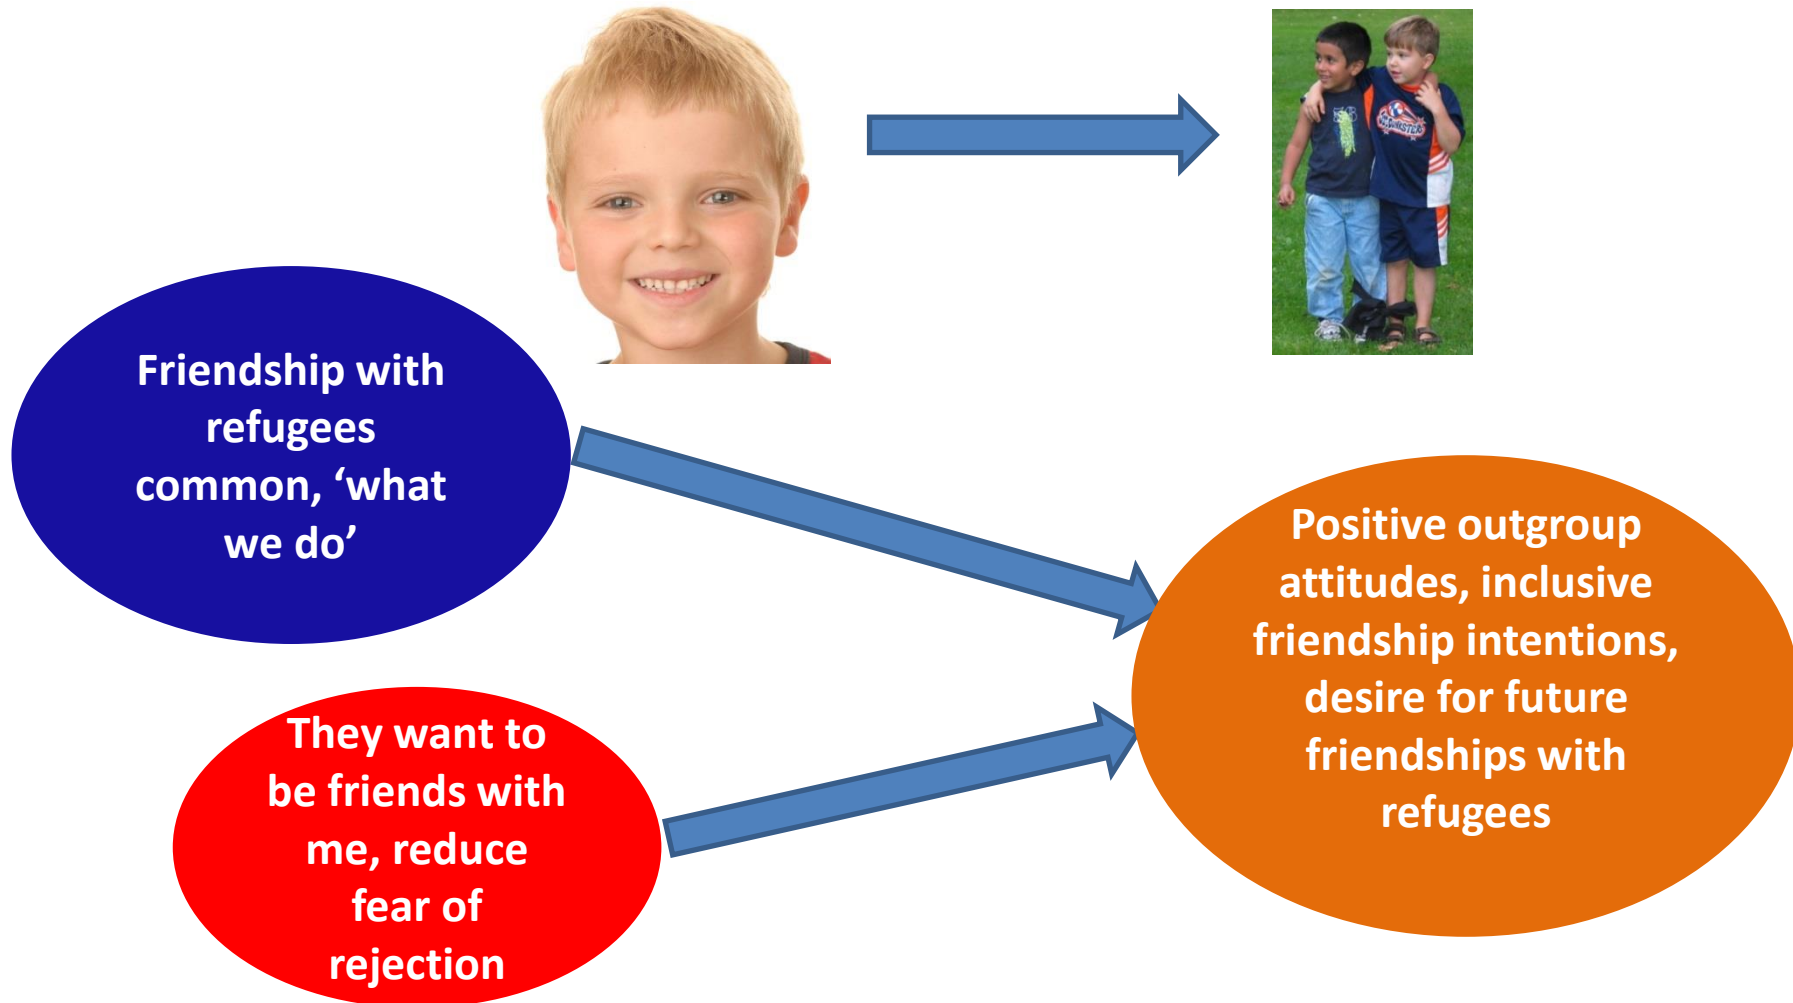 Friendship with
refugees
common, ‘what
we do’
They want to
be friends with
me, reduce
fear of
rejection
Positive outgroup
attitudes, inclusive
friendship intentions,
desire for future
friendships with
refugees